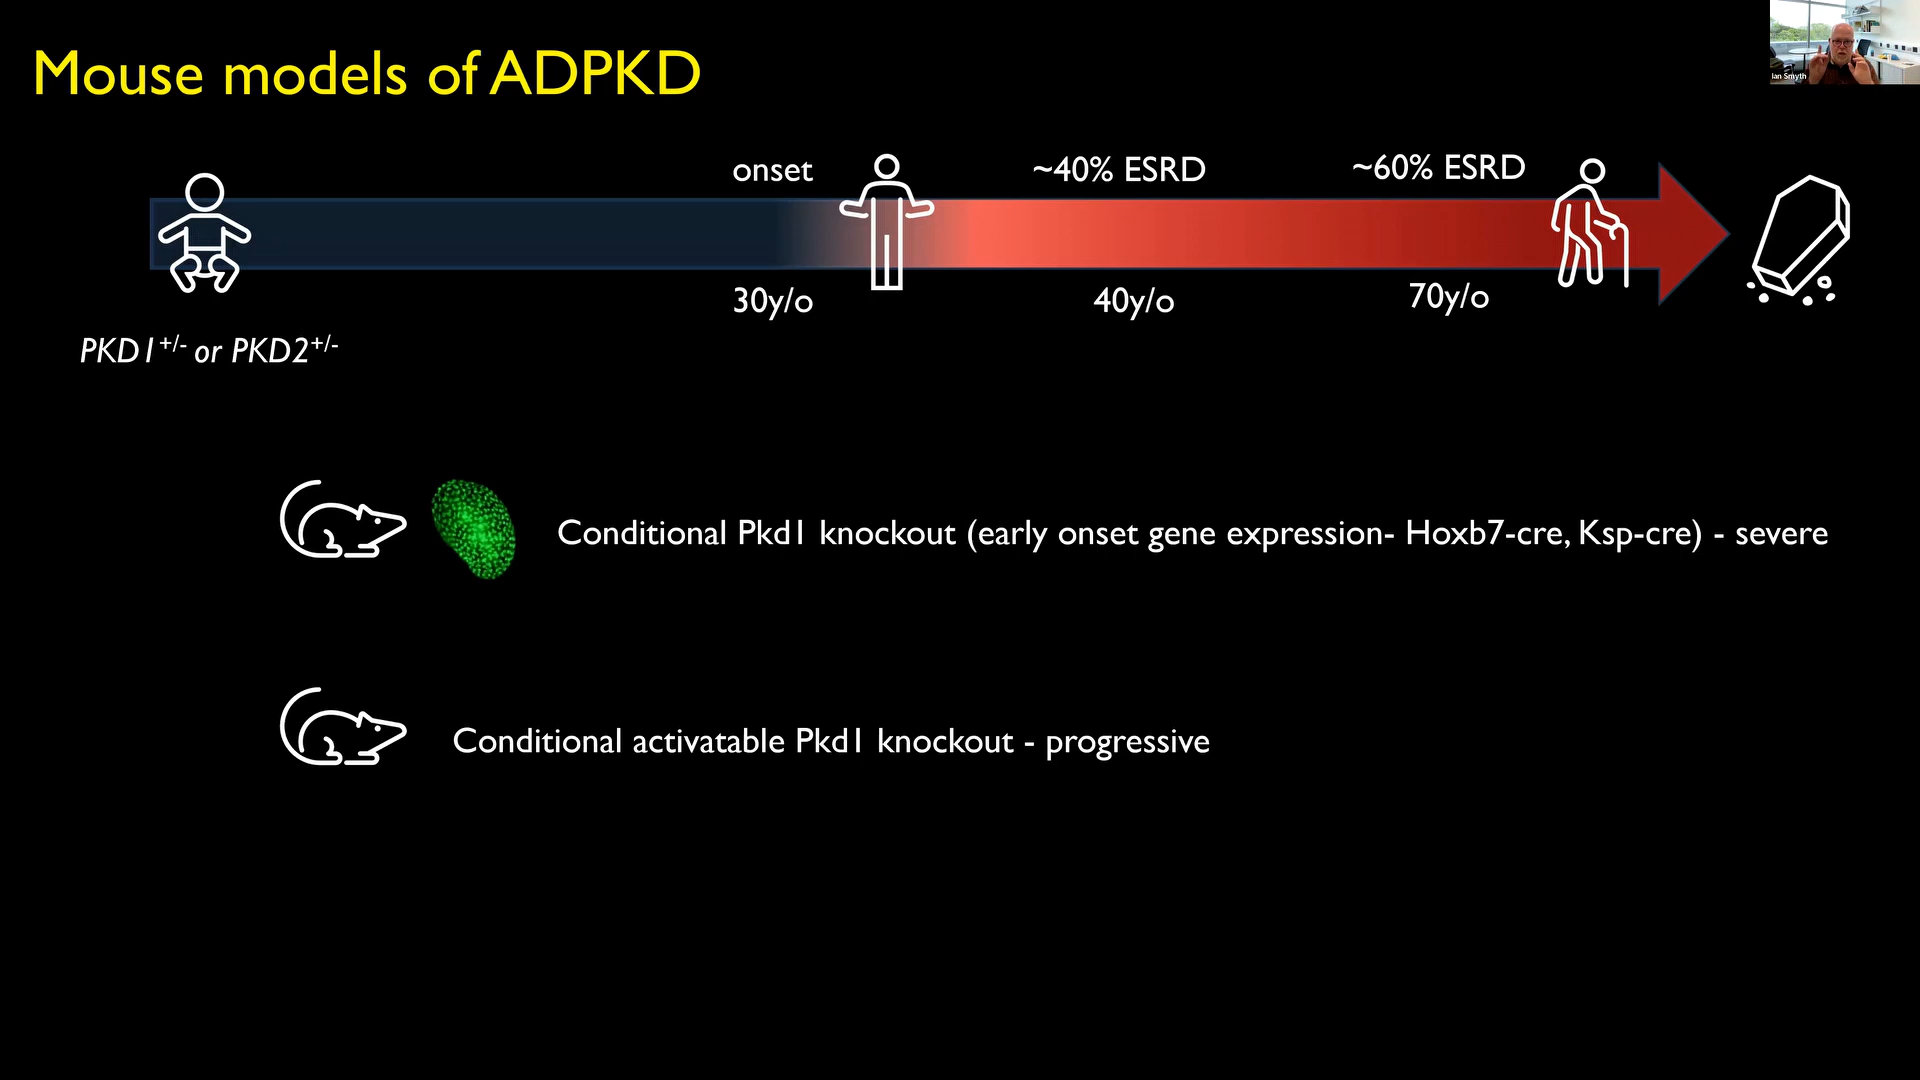 Mouse models of ADPKD
Ian Smyth
onset
~40% ESRD
~60% ESRD
30y/o
40y/o
70y/o
PKD1+/- or PKD2+/-
Conditional Pkd1 knockout (early onset gene expression- Hoxb7-cre, Ksp-cre) - severe
Conditional activatable Pkd1 knockout - progressive